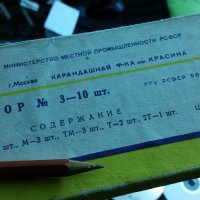 МИНИСТЕРСТВО МЕСТНОЙ ПРОМЫШЛЕННОСТИ РСФСР
г. Москва КАРАНДАШНАЯ Ф-КА им. КРАСИНА
РТУ РСФСР
ОР № 3—10 шт.
СОДЕРЖАНИЕ
шт., М—3 шт., ТМ—3 шт., Т—2 шт., 2Т—1 шт.